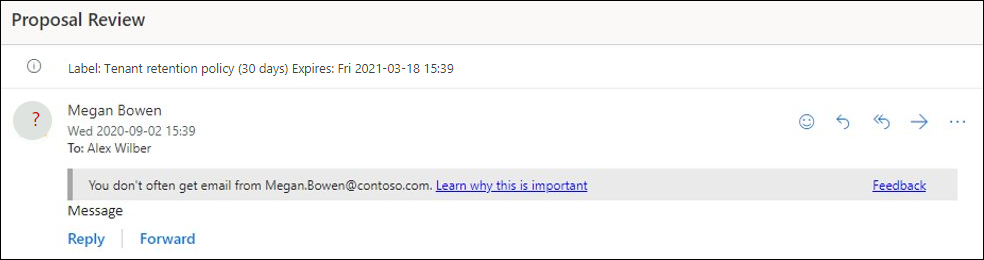 Proposal Review
Label: Tenant retention policy (30 days) Expires: Fri 2021-03-18 15:39
?
Megan Bowen
Wed 2020-09-02 15:39
To: Alex Wilber
You don't often get email from Megan.Bowen@contoso.com. Learn why this is important Feedback
Message
Reply Forward